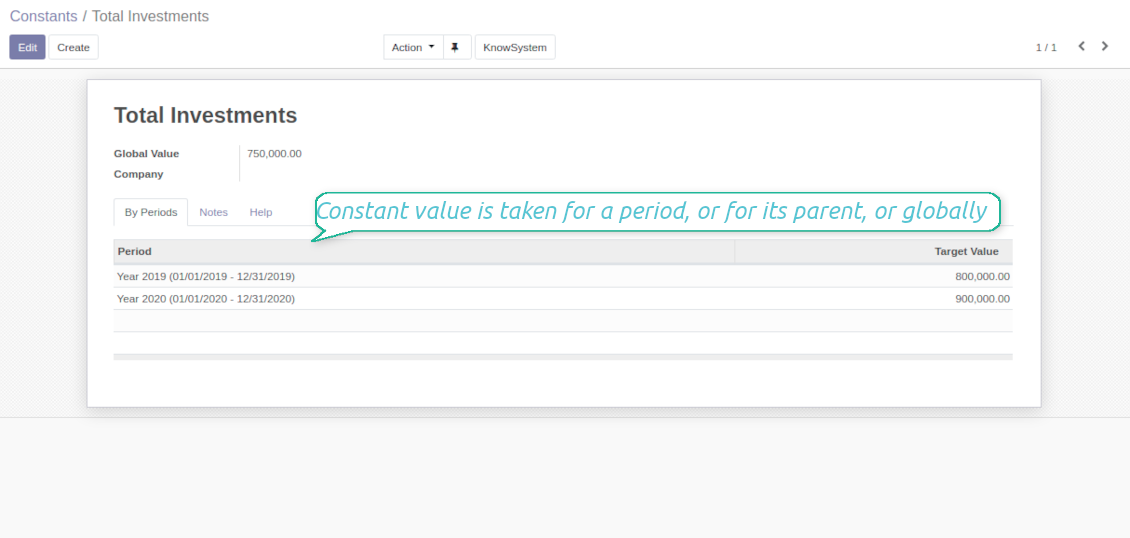 Constants / Total Investments
Edit Create Action KnowSystem 1 / 1
Total Investments
Global Value 750,000.00
Company
By Periods Notes Help Constant value is taken for a period, or for its parent, or globally
Period Target Value
Year 2019 (01/01/2019 - 12/31/2019) 800,000.00
Year 2020 (01/01/2020 - 12/31/2020) 900,000.00